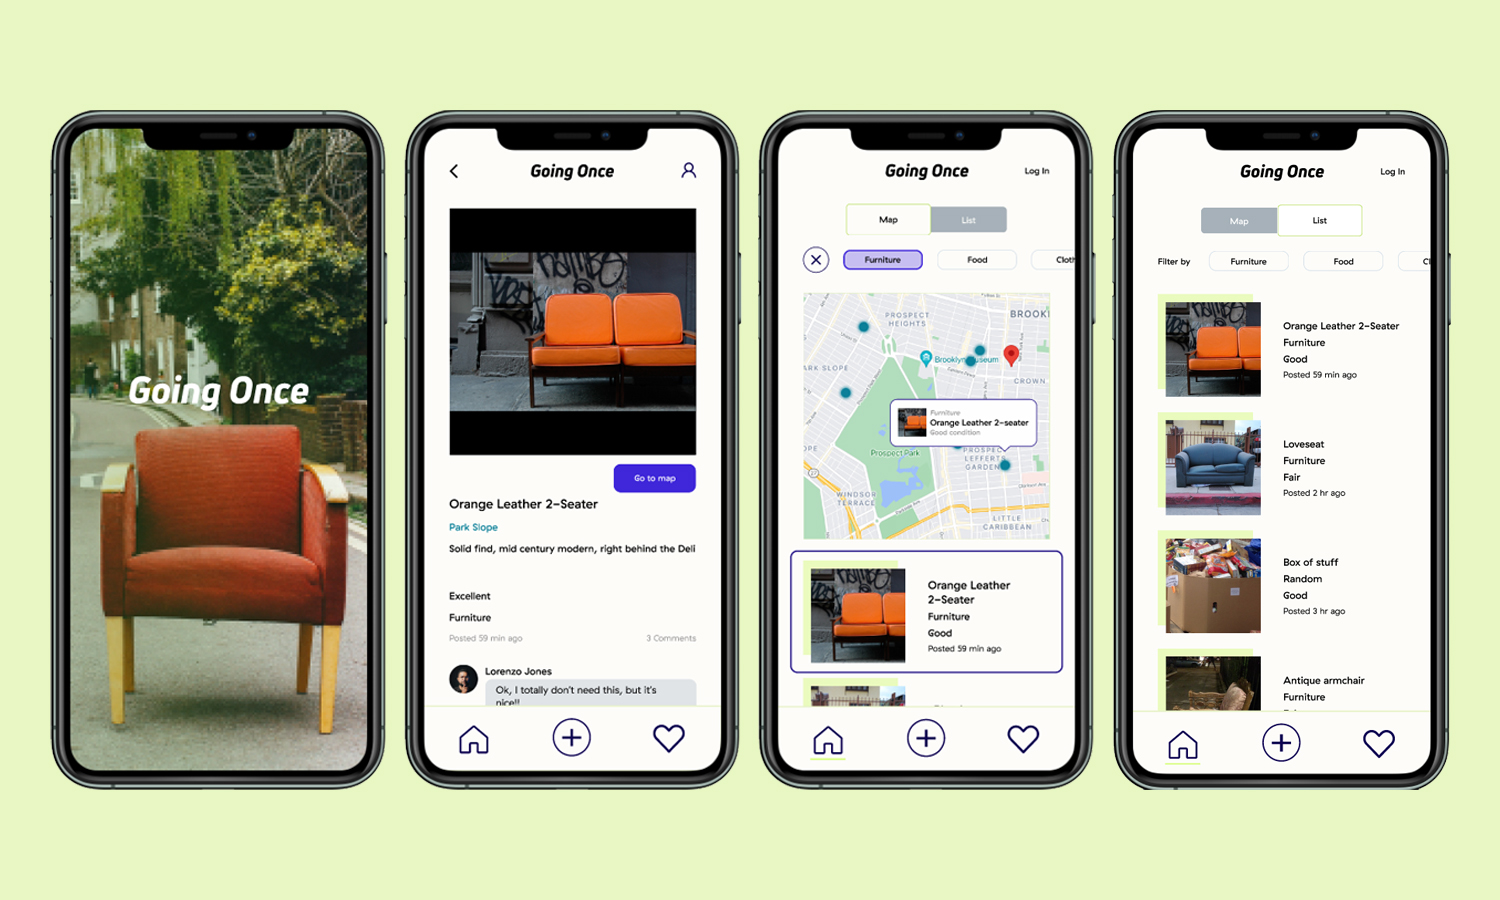 Going Once
Going Once
Go to map
Orange Leather 2-Seater
Park Slope
Solid find, mid century modern, right behind the Deli
Excellent
Furniture
Posted 59 min ago
3 Comments
Lorenzo Jones
Ok, I totally don't need this, but it's
nice!!
Going Once
Log In
Map
List
Furniture
Food
Cloth
PROSPECT
HEIGHTS
BROOKL
Brooklyn Museum
ARK SLOPE
CROWN
Furniture
Orange Leather 2-seater
Good condition
Prospect Park
PROSPEC
LEFFERTS
GARDEN
OPE
WINDSOR
TERRACE
LITTLE
CARIBBEAN
Orange Leather
2-Seater
Furniture
Good
Posted 59 min ago
Going Once
Log In
Map
List
Filter by
Furniture
Food
Cl
Orange Leather 2-Seater
Furniture
Good
Posted 59 min ago
Loveseat
Furniture
Fair
Posted 2 hr ago
Box of stuff
Random
Good
Posted 3 hr ago
Antique armchair
Furniture